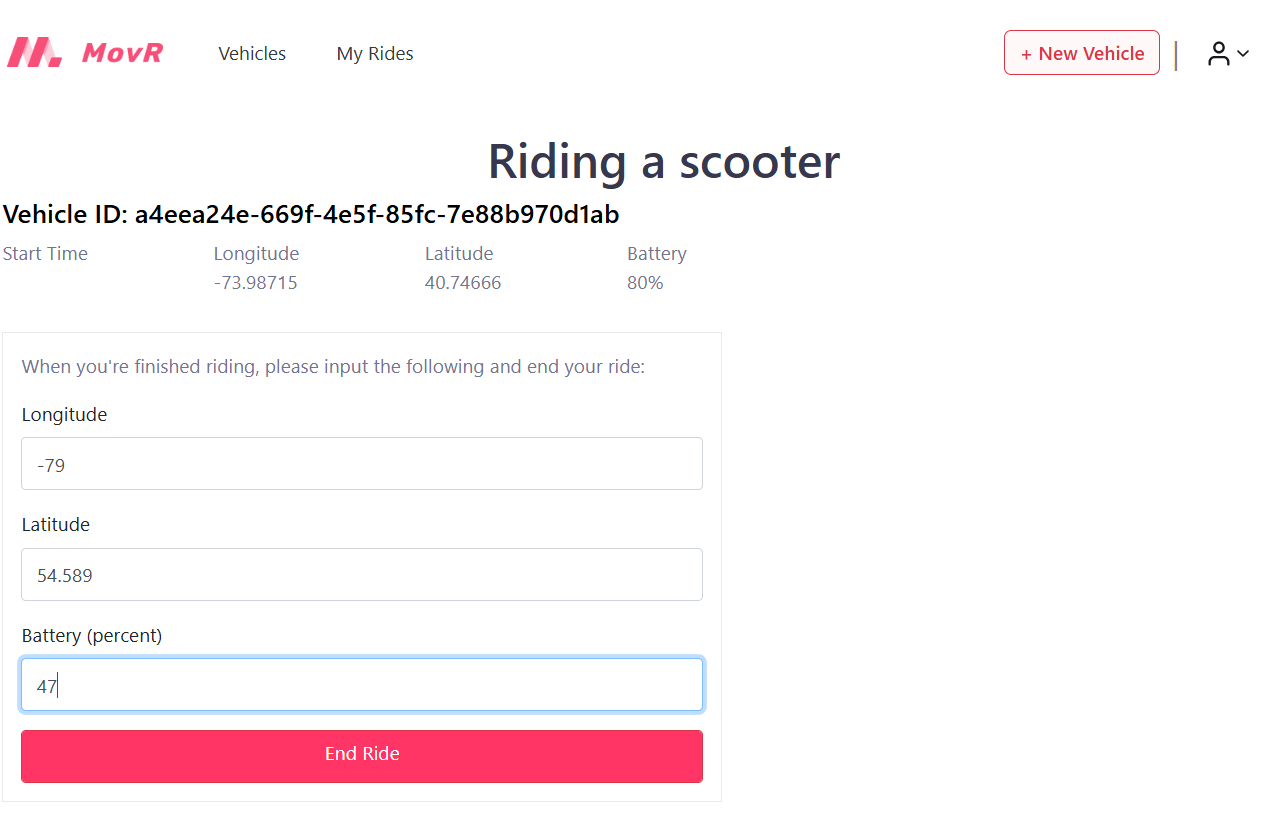 MovR Vehicles My Rides + New Vehicle
Riding a scooter
Vehicle ID: a4eea24e-669f-4e5f-85fc-7e88b970d1ab
Start Time Longitude Latitude Battery
-73.98715 40.74666 80%
When you're finished riding, please input the following and end your ride:
Longitude
-79
Latitude
54.589
Battery (percent)
47
End Ride